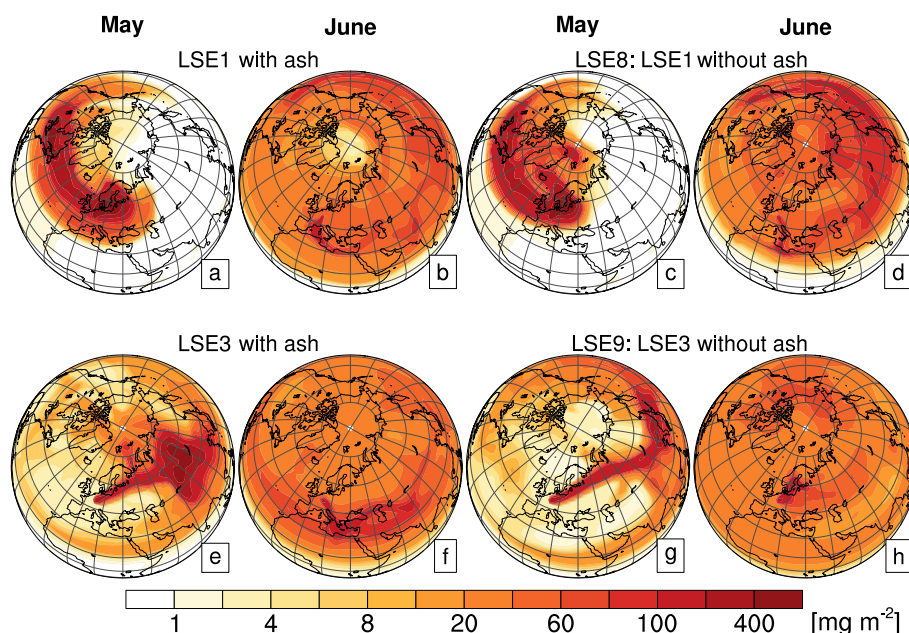 May June May June
LSE1 with ash LSE8: LSE1 without ash
a b c d
LSE3 with ash LSE9: LSE3 without ash
e f g h
1 4 8 20 60 100 400 [mg m⁻²]